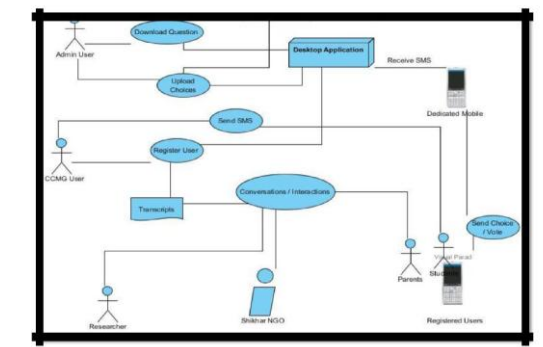 Download Question
Admin User
Desktop Application
Receive SMS
Upload
Choices
Dedicated Mobile
Send SMS
Register User
CCMG User
Conversations / Interactions
Transcripts
Send Choice
/ Vote
Parents
Students
Researcher
Shikhar NGO
Registered Users